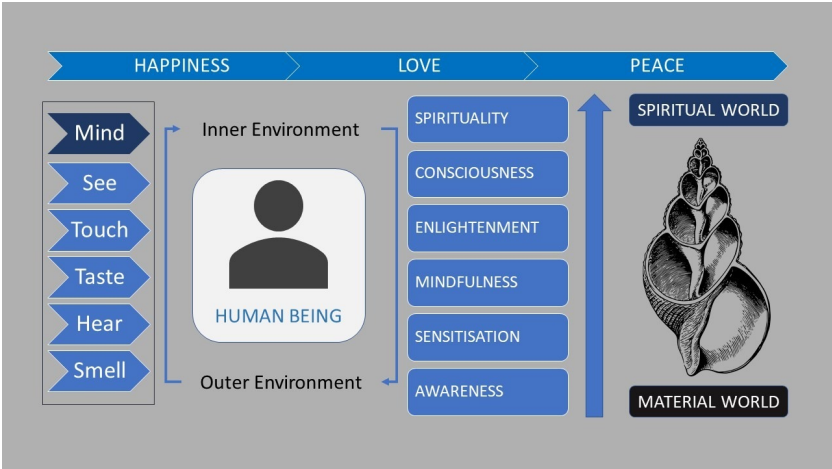 HAPPINESS
LOVE
PEACE
Mind
See
Touch
Taste
Hear
Smell
Inner Environment
HUMAN BEING
Outer Environment
SPIRITUALITY
CONSCIOUSNESS
ENLIGHTENMENT
MINDFULNESS
SENSITISATION
AWARENESS
SPIRITUAL WORLD
MATERIAL WORLD